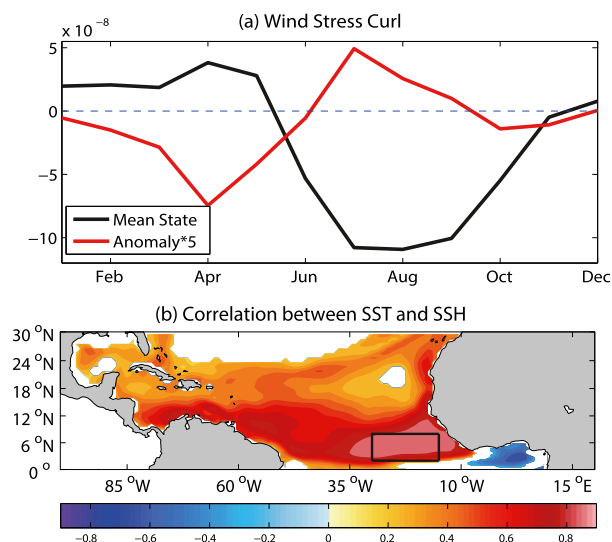 (a) Wind Stress Curl
x 10⁻⁸
5
0
−5
−10
Mean State
Anomaly*5
Feb Apr Jun Aug Oct Dec
(b) Correlation between SST and SSH
30 °N
24 °N
18 °N
12 °N
6 °N
0 °
85 °W 60 °W 35 °W 10 °W 15 °E
−0.8 −0.6 −0.4 −0.2 0 0.2 0.4 0.6 0.8